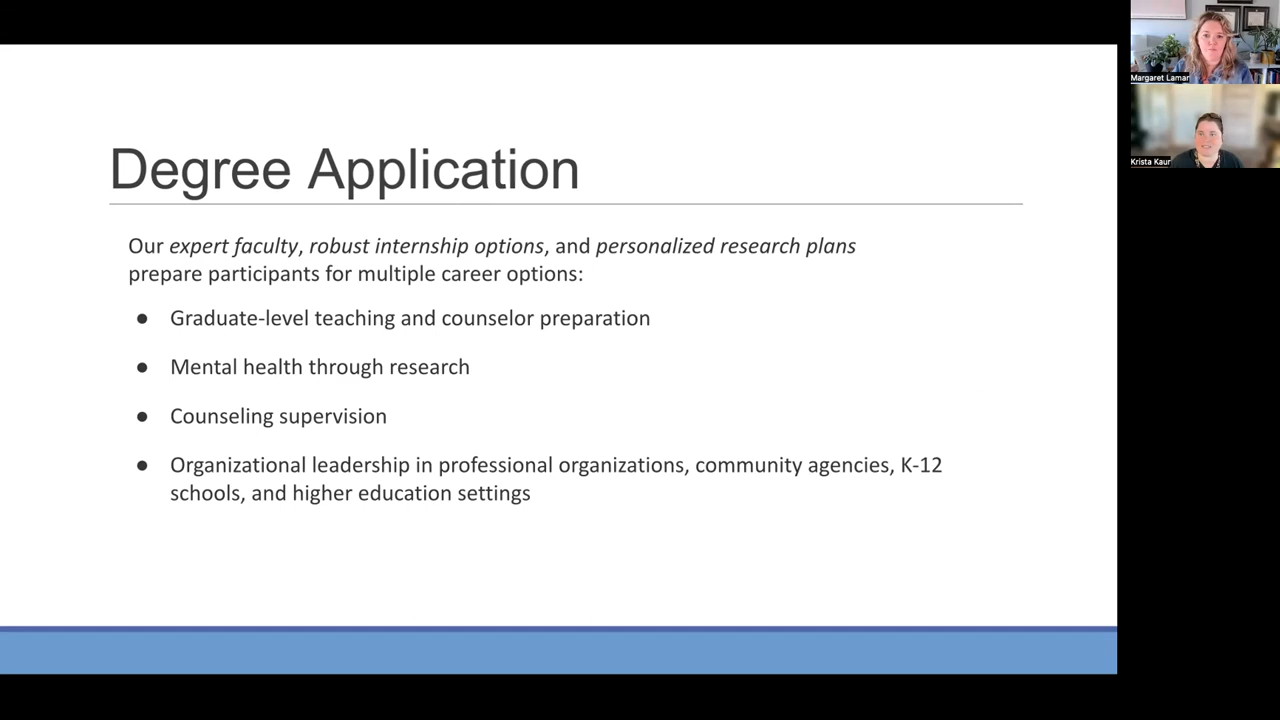 Degree Application
Our expert faculty, robust internship options, and personalized research plans
prepare participants for multiple career options:
● Graduate-level teaching and counselor preparation
● Mental health through research
● Counseling supervision
● Organizational leadership in professional organizations, community agencies, K-12
schools, and higher education settings
Margaret Lamar
Krista Kaur